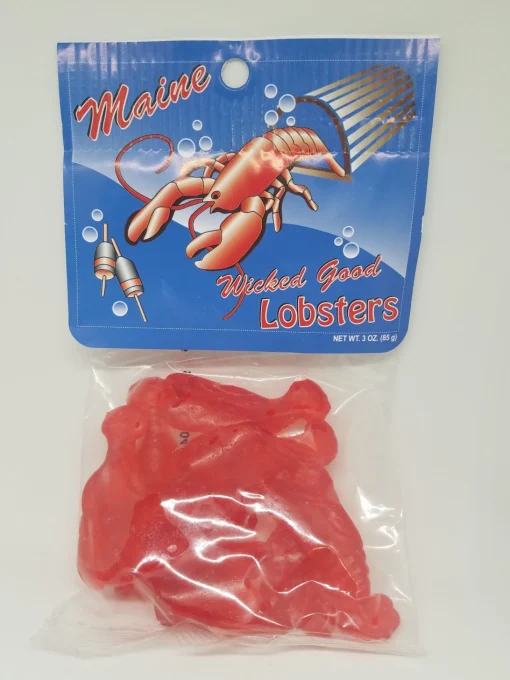 Maine
Wicked Good
Lobsters
NET WT. 3 OZ. (85 g)